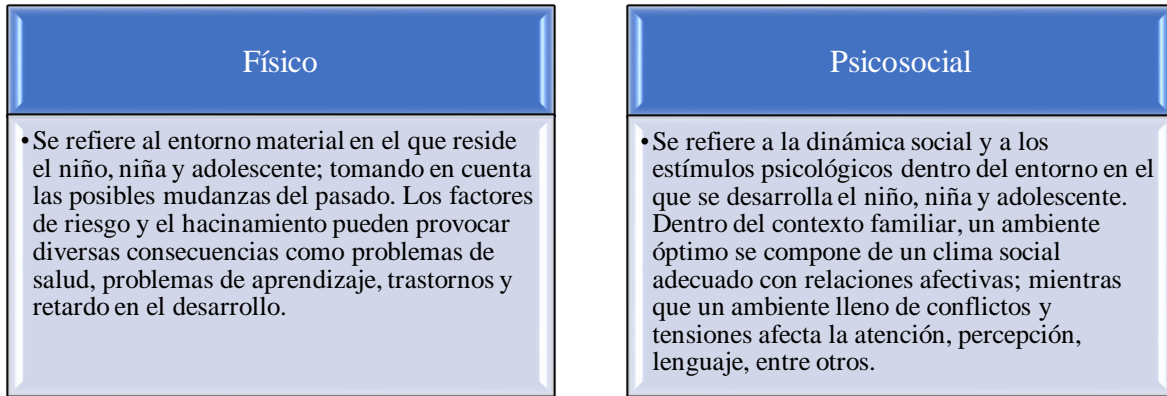 Físico
•Se refiere al entorno material en el que reside
el niño, niña y adolescente; tomando en cuenta
las posibles mudanzas del pasado. Los factores
de riesgo y el hacinamiento pueden provocar
diversas consecuencias como problemas de
salud, problemas de aprendizaje, trastornos y
retardo en el desarrollo.
Psicosocial
•Se refiere a la dinámica social y a los
estímulos psicológicos dentro del entorno en el
que se desarrolla el niño, niña y adolescente.
Dentro del contexto familiar, un ambiente
óptimo se compone de un clima social
adecuado con relaciones afectivas; mientras
que un ambiente lleno de conflictos y
tensiones afecta la atención, percepción,
lenguaje, entre otros.